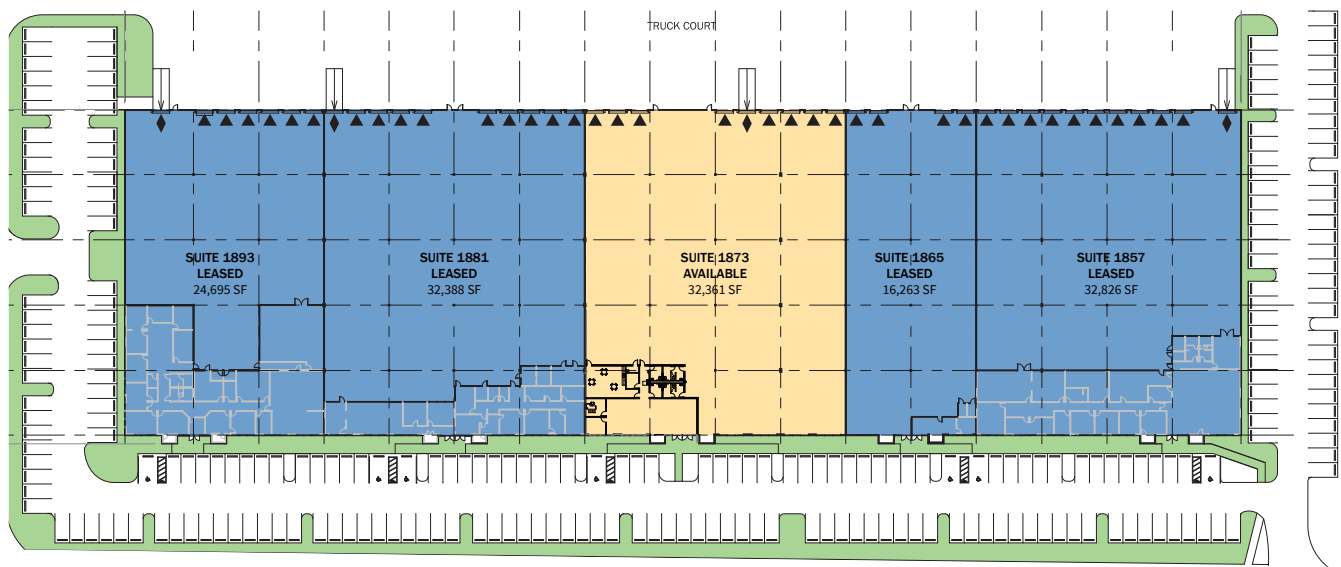 TRUCK COURT
SUITE 1893
LEASED
24,695 SF
SUITE 1881
LEASED
32,388 SF
SUITE 1873
AVAILABLE
32,361 SF
SUITE 1865
LEASED
16,263 SF
SUITE 1857
LEASED
32,826 SF